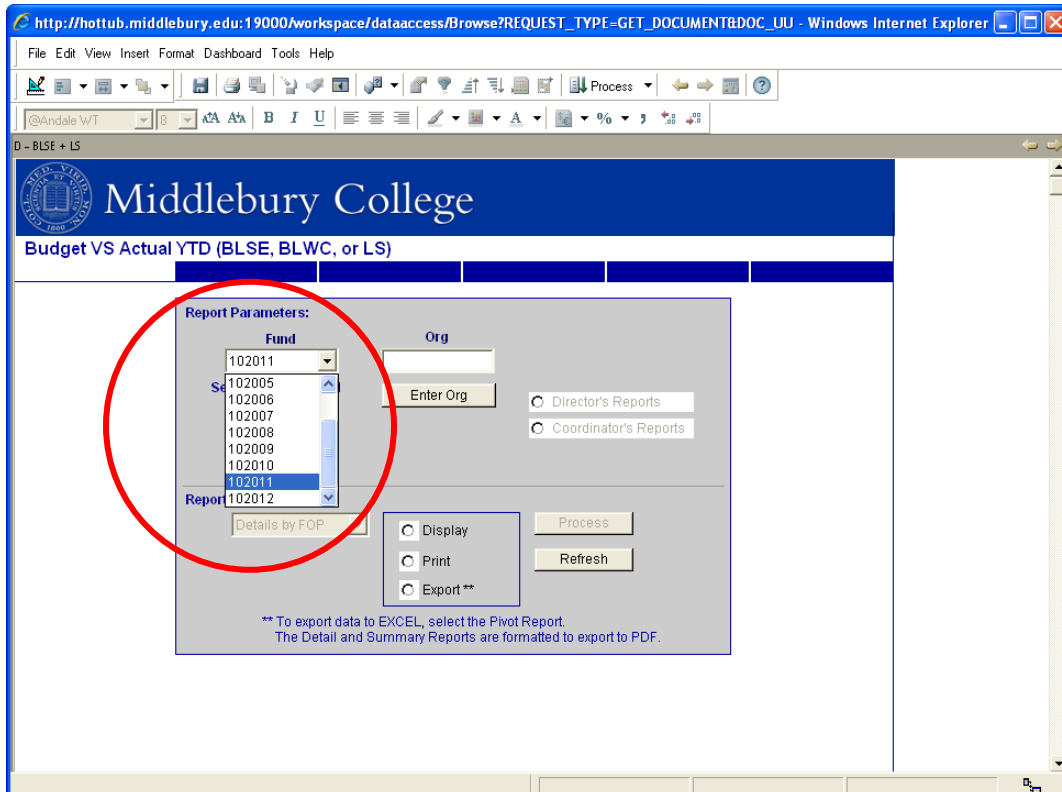 http://hottub.middlebury.edu:19000/workspace/dataaccess/Browse?REQUEST_TYPE=GET_DOCUMENT&DOC_UU - Windows Internet Explorer
File Edit View Insert Format Dashboard Tools Help
Process
@Andale WT 8 B I U A %
D - BLSE + LS
Middlebury College
Budget VS Actual YTD (BLSE, BLWC, or LS)
Report Parameters:
Fund Org
102011
Se
Enter Org
102005
102006
102007
102008
102009
102010
102011
102012
Director's Reports
Coordinator's Reports
Report
Details by FOP
Display
Print
Export **
Process
Refresh
** To export data to EXCEL, select the Pivot Report.
The Detail and Summary Reports are formatted to export to PDF.